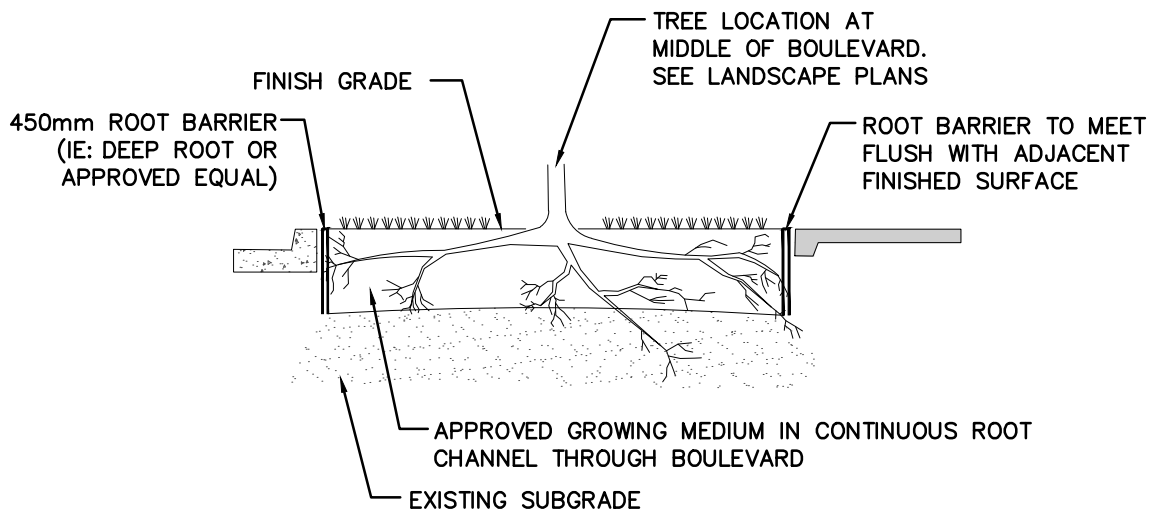 TREE LOCATION AT
MIDDLE OF BOULEVARD.
SEE LANDSCAPE PLANS
FINISH GRADE
450mm ROOT BARRIER
(IE: DEEP ROOT OR
APPROVED EQUAL)
ROOT BARRIER TO MEET
FLUSH WITH ADJACENT
FINISHED SURFACE
APPROVED GROWING MEDIUM IN CONTINUOUS ROOT
CHANNEL THROUGH BOULEVARD
EXISTING SUBGRADE